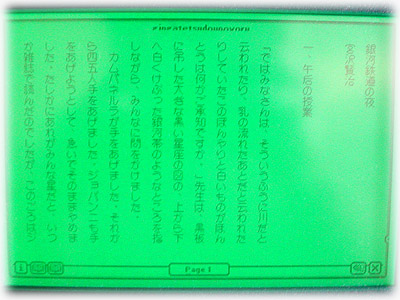 ginga tetsudou no yoru
銀河鉄道の夜
宮沢賢治
一 午后の授業
「ではみなさんは、そういうふうに川だと
云われたり、乳の流れたあとだと云われた
りしていたこのぼんやりと白いものがほん
とうは何かご承知ですか。」先生は、黒板
に吊した大きな黒い星座の図の、上から下
へ白くけぶった銀河帯のようなところを指
しながら、みんなに問をかけました。
カムパネルラが手をあげました。それか
ら四五人手をあげました。ジョバンニも手
をあげようとして、急いでそのままやめま
した。たしかにあれがみんな星だと、いつ
か雑誌で読んだのでしたが、このごろはジ
Page 1